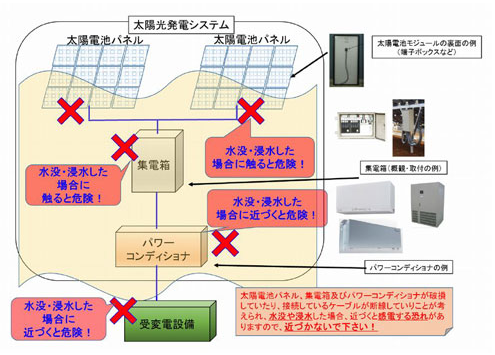 太陽光発電システム
太陽電池パネル
太陽電池パネル
太陽電池モジュールの裏面の例
(端子ボックスなど)
水没・浸水した
場合に
触ると危険！
集電箱
水没・浸水した
場合に触ると危険！
集電箱(概観・取付の例)
水没・浸水した
場合に近づくと危険！
パワー
コンディショナ
パワーコンディショナの例
水没・浸水した
場合に
近づくと危険！
受変電設備
太陽電池パネル、集電箱及びパワーコンディショナが破損
していたり、接続しているケーブルが断線していりことが考
えられ、水没や浸水した場合、近づくと感電する恐れがあ
りますので、近づかないで下さい！